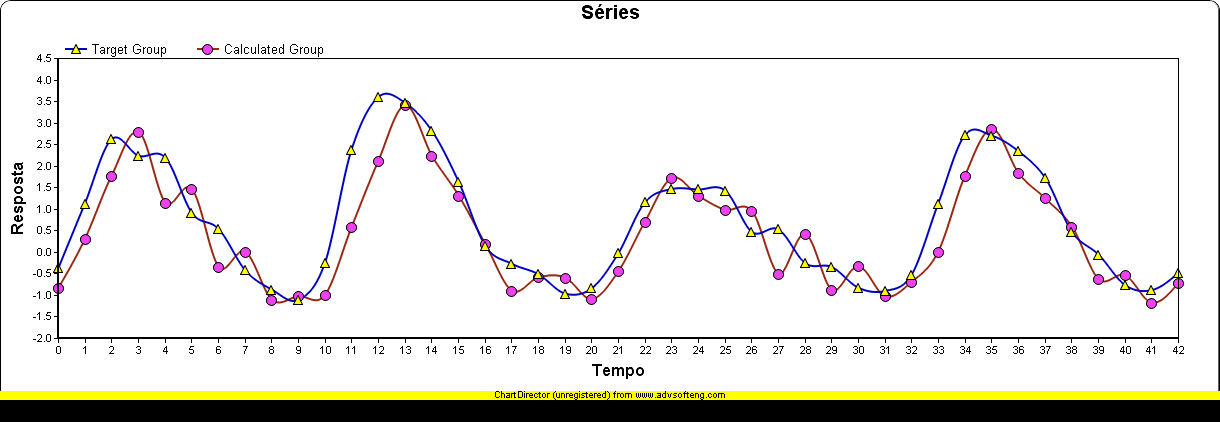 Séries
Target Group Calculated Group
4.5
4.0
3.5
3.0
2.5
2.0
1.5
1.0
0.5
0.0
-0.5
-1.0
-1.5
-2.0
Resposta
0 1 2 3 4 5 6 7 8 9 10 11 12 13 14 15 16 17 18 19 20 21 22 23 24 25 26 27 28 29 30 31 32 33 34 35 36 37 38 39 40 41 42
Tempo
ChartDirector (unregistered) from www.advsofteng.com